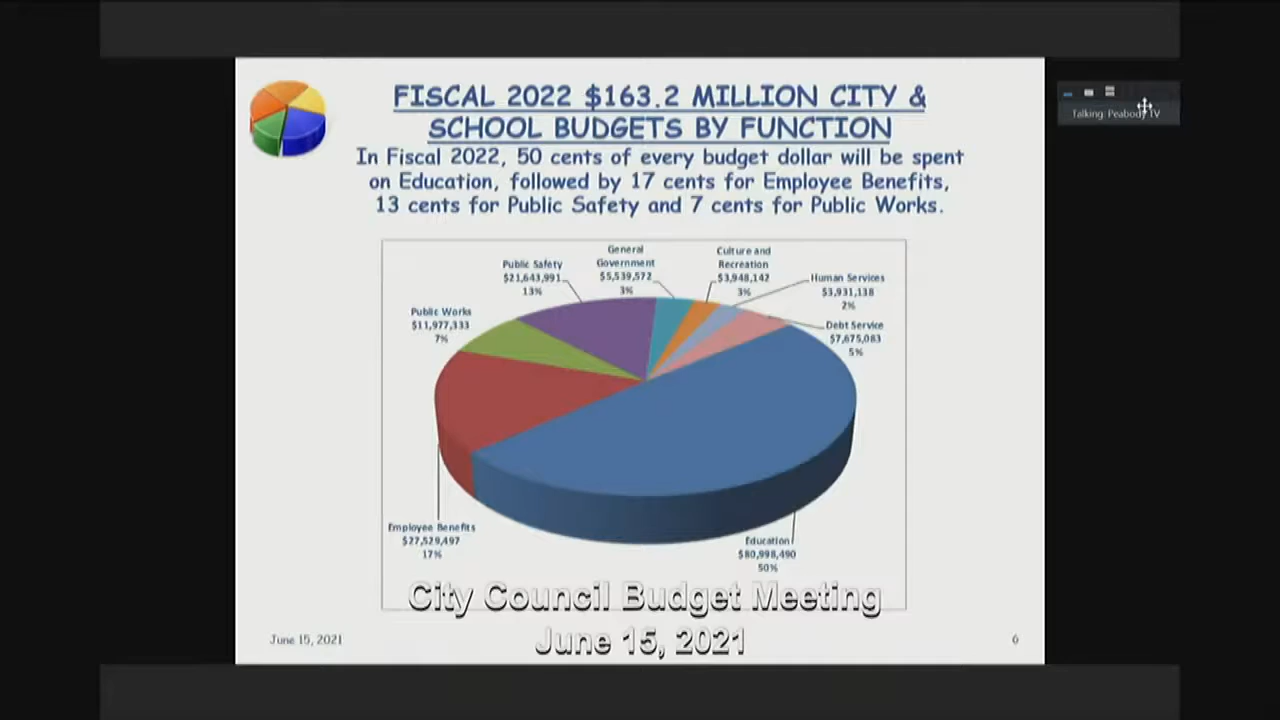 FISCAL 2022 $163.2 MILLION CITY &
SCHOOL BUDGETS BY FUNCTION
In Fiscal 2022, 50 cents of every budget dollar will be spent
on Education, followed by 17 cents for Employee Benefits,
13 cents for Public Safety and 7 cents for Public Works.
Talking: Peabody TV
General
Government
$5,539,572
3%
Culture and
Recreation
$3,948,142
3%
Public Safety
$21,643,991
13%
Human Services
$3,931,138
2%
Public Works
$11,977,333
7%
Debt Service
$7,675,083
5%
Employee Benefits
$27,529,497
17%
Education
$80,998,490
50%
City Council Budget Meeting
June 15, 2021
June 15, 2021
6